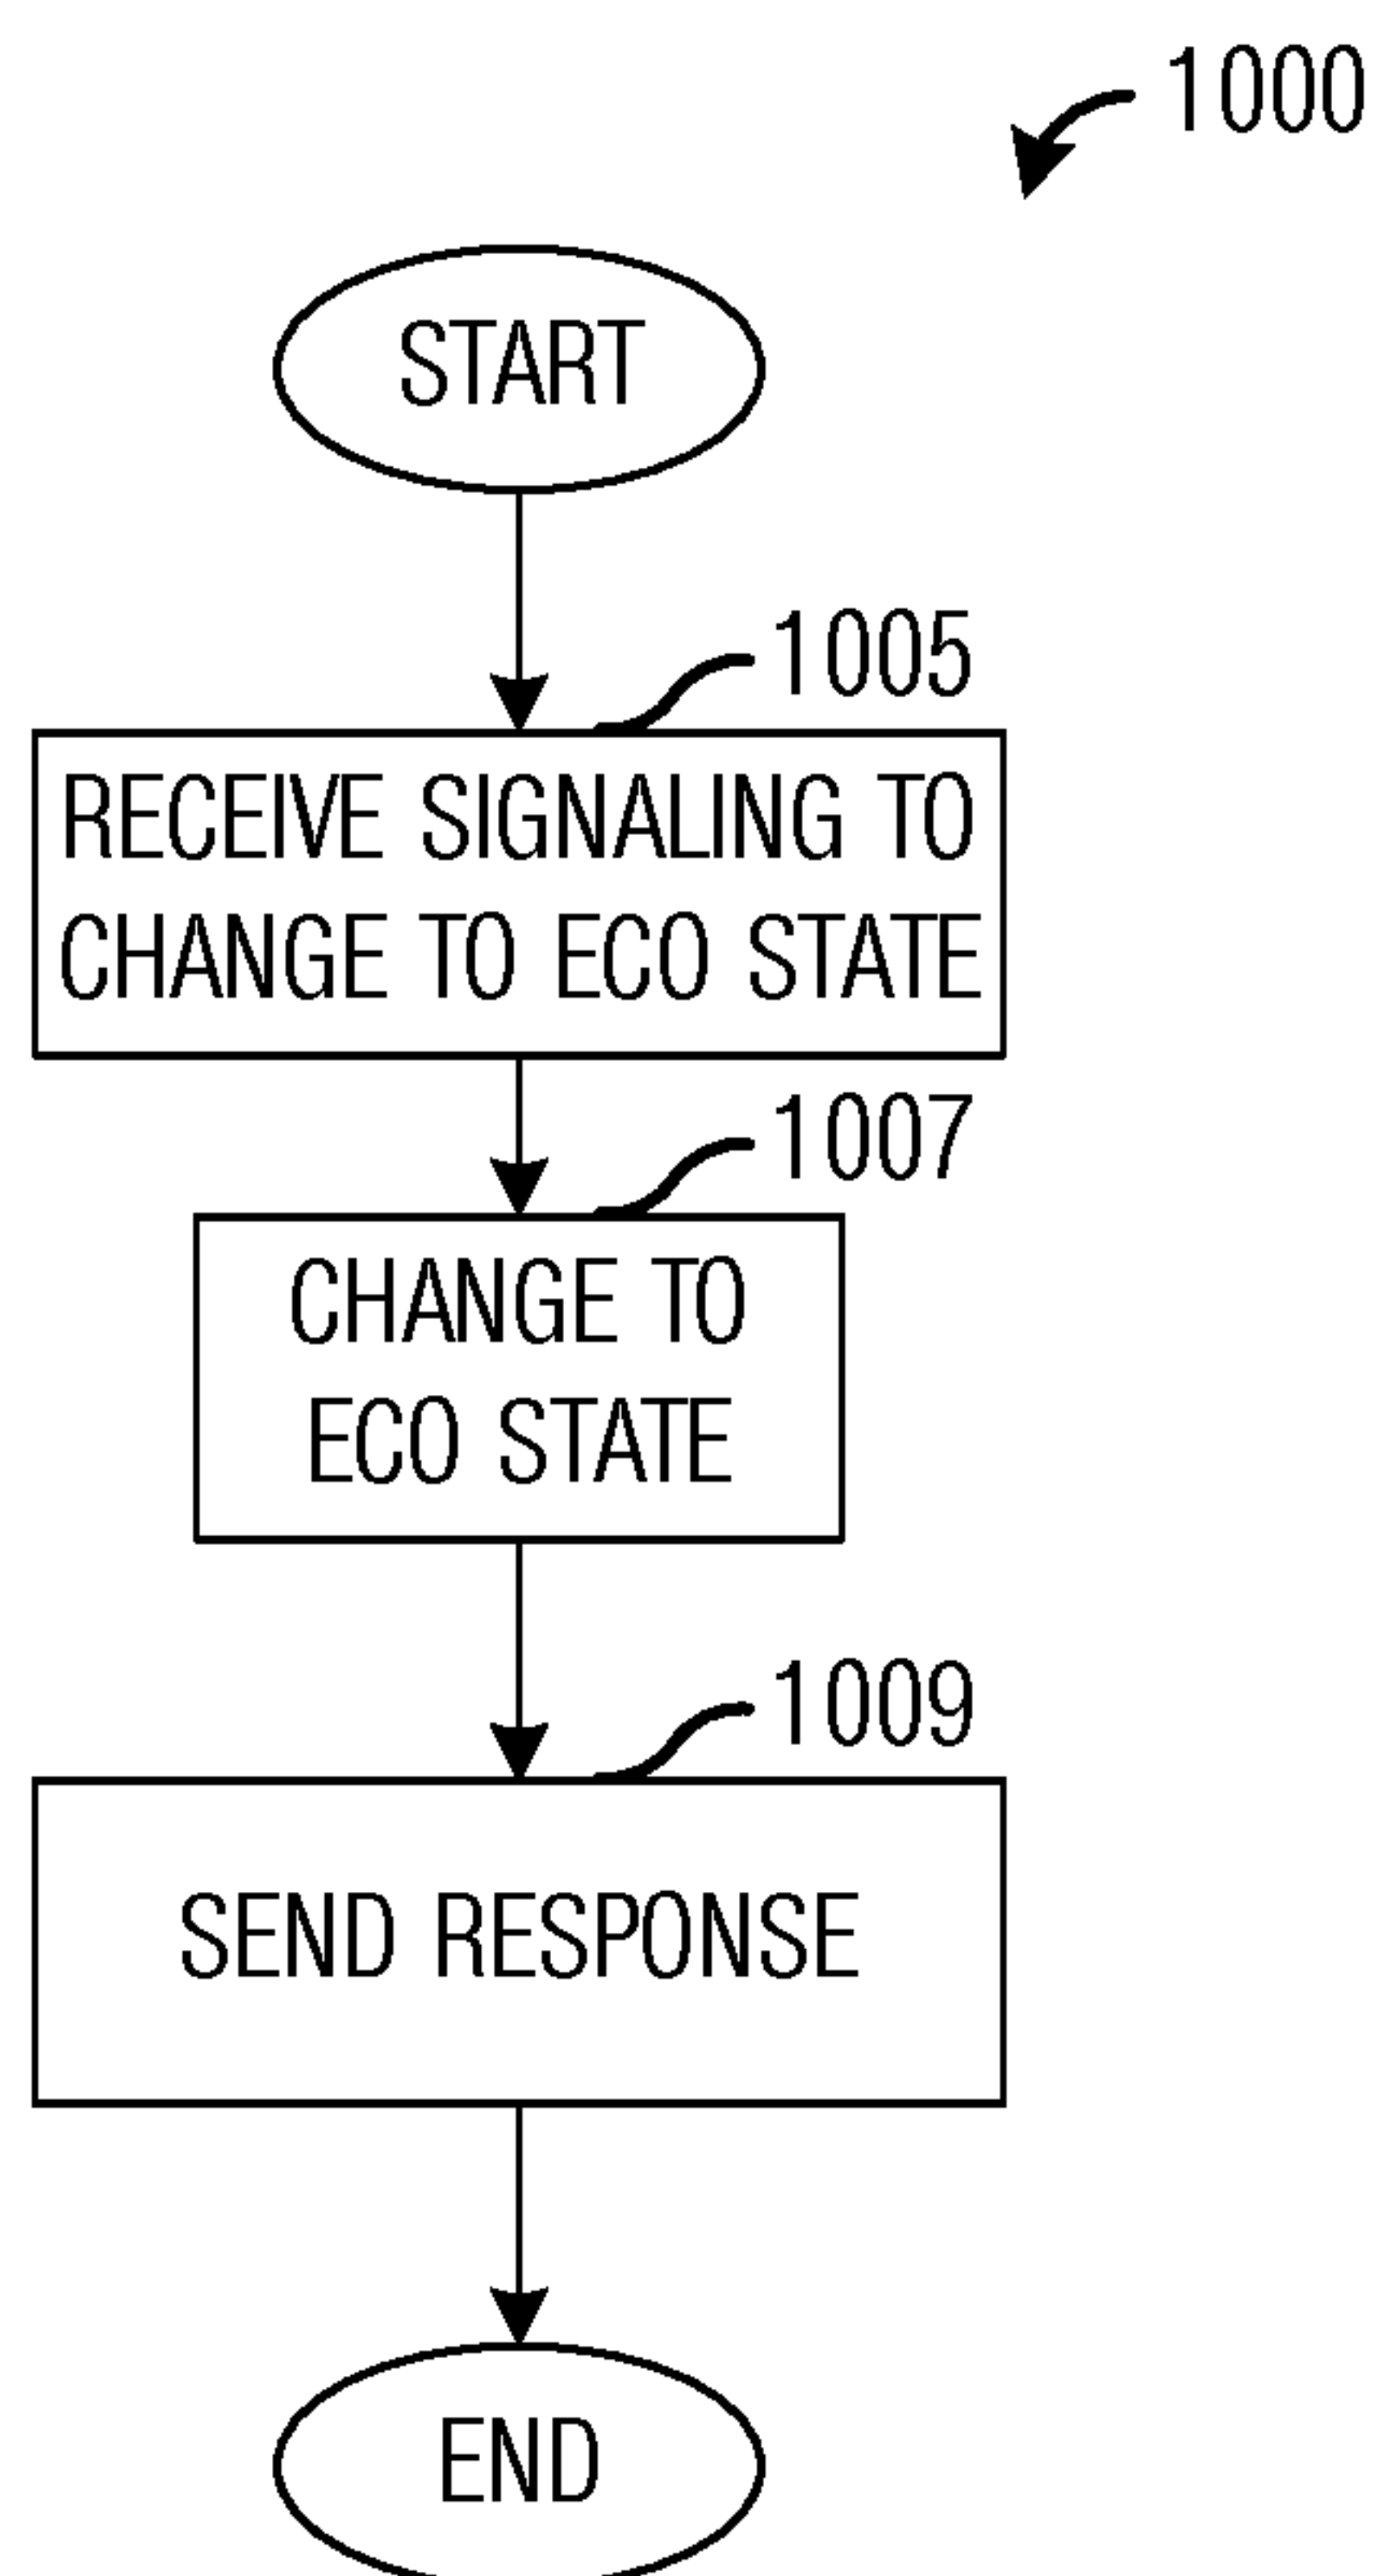 1000
START
1005
RECEIVE SIGNALING TO
CHANGE TO ECO STATE
1007
CHANGE TO
ECO STATE
1009
SEND RESPONSE
END